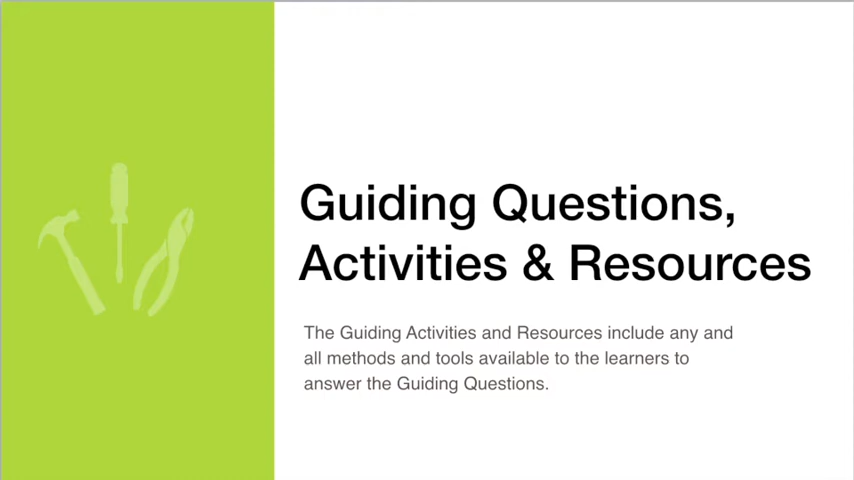 Guiding Questions,
Activities & Resources
The Guiding Activities and Resources include any and
all methods and tools available to the learners to
answer the Guiding Questions.